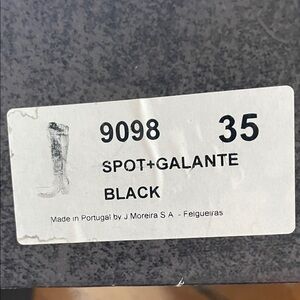 9098 35
SPOT+GALANTE
BLACK
Made in Portugal by J Moreira S A - Felgueiras